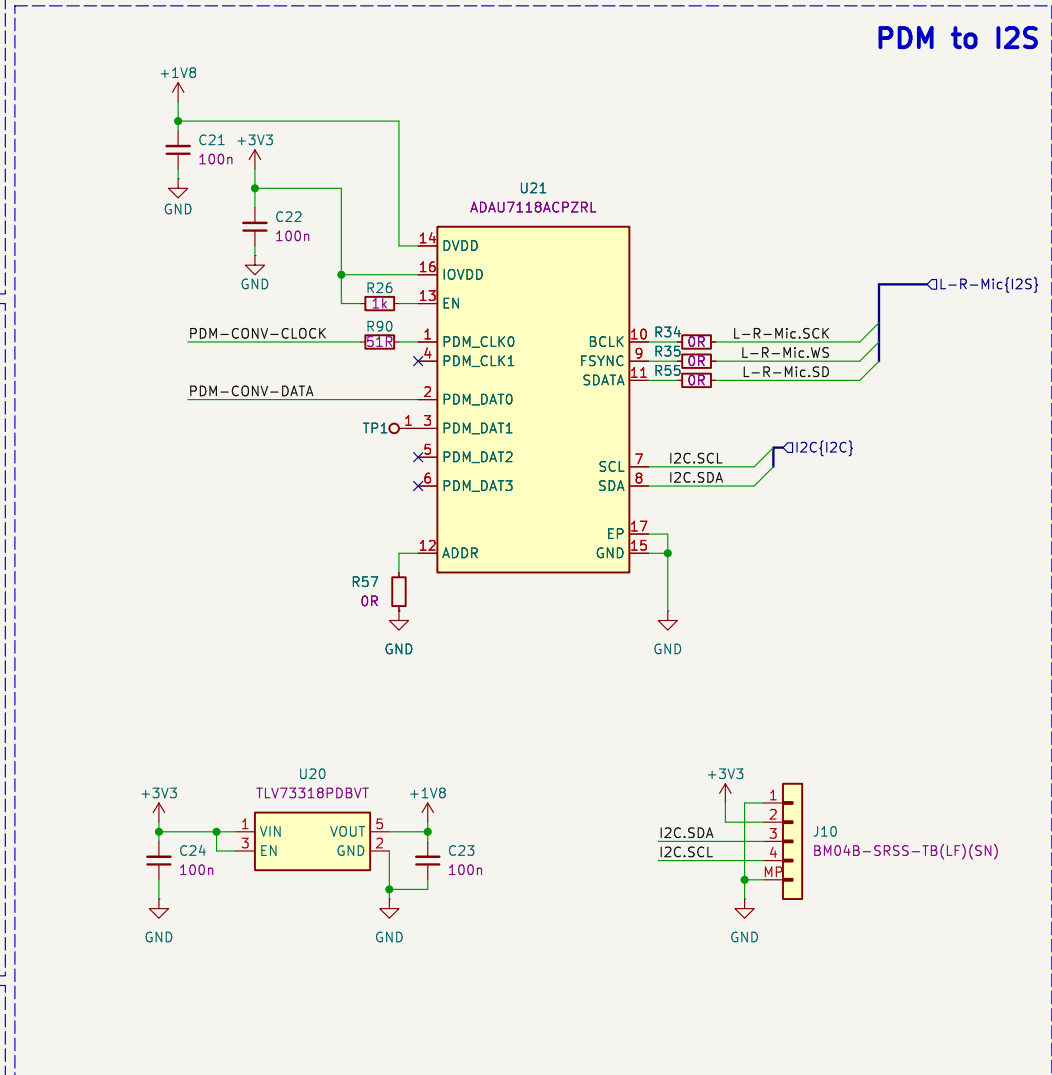 PDM to I2S
+1V8
C21
100n
GND
+3V3
C22
100n
GND
U21
ADAU7118ACPZRL
14 DVDD
16 IOVDD
R26
1k
13 EN
PDM-CONV-CLOCK
R90
51R
1 PDM_CLK0
4 PDM_CLK1
PDM-CONV-DATA
2 PDM_DAT0
TP1 1 3 PDM_DAT1
5 PDM_DAT2
6 PDM_DAT3
12 ADDR
R57
0R
GND
BCLK 10 R34 0R L-R-Mic.SCK
FSYNC 9 R35 0R L-R-Mic.WS
SDATA 11 R55 0R L-R-Mic.SD
L-R-Mic{I2S}
SCL 7 I2C.SCL
SDA 8 I2C.SDA
I2C{I2C}
EP 17
GND 15
GND
U20
TLV73318PDBVT
+3V3
C24
100n
GND
1 VIN
3 EN
VOUT 5
GND 2
+1V8
C23
100n
GND
+3V3
1
2
I2C.SDA 3
I2C.SCL 4
MP
J10
BM04B-SRSS-TB(LF)(SN)
GND